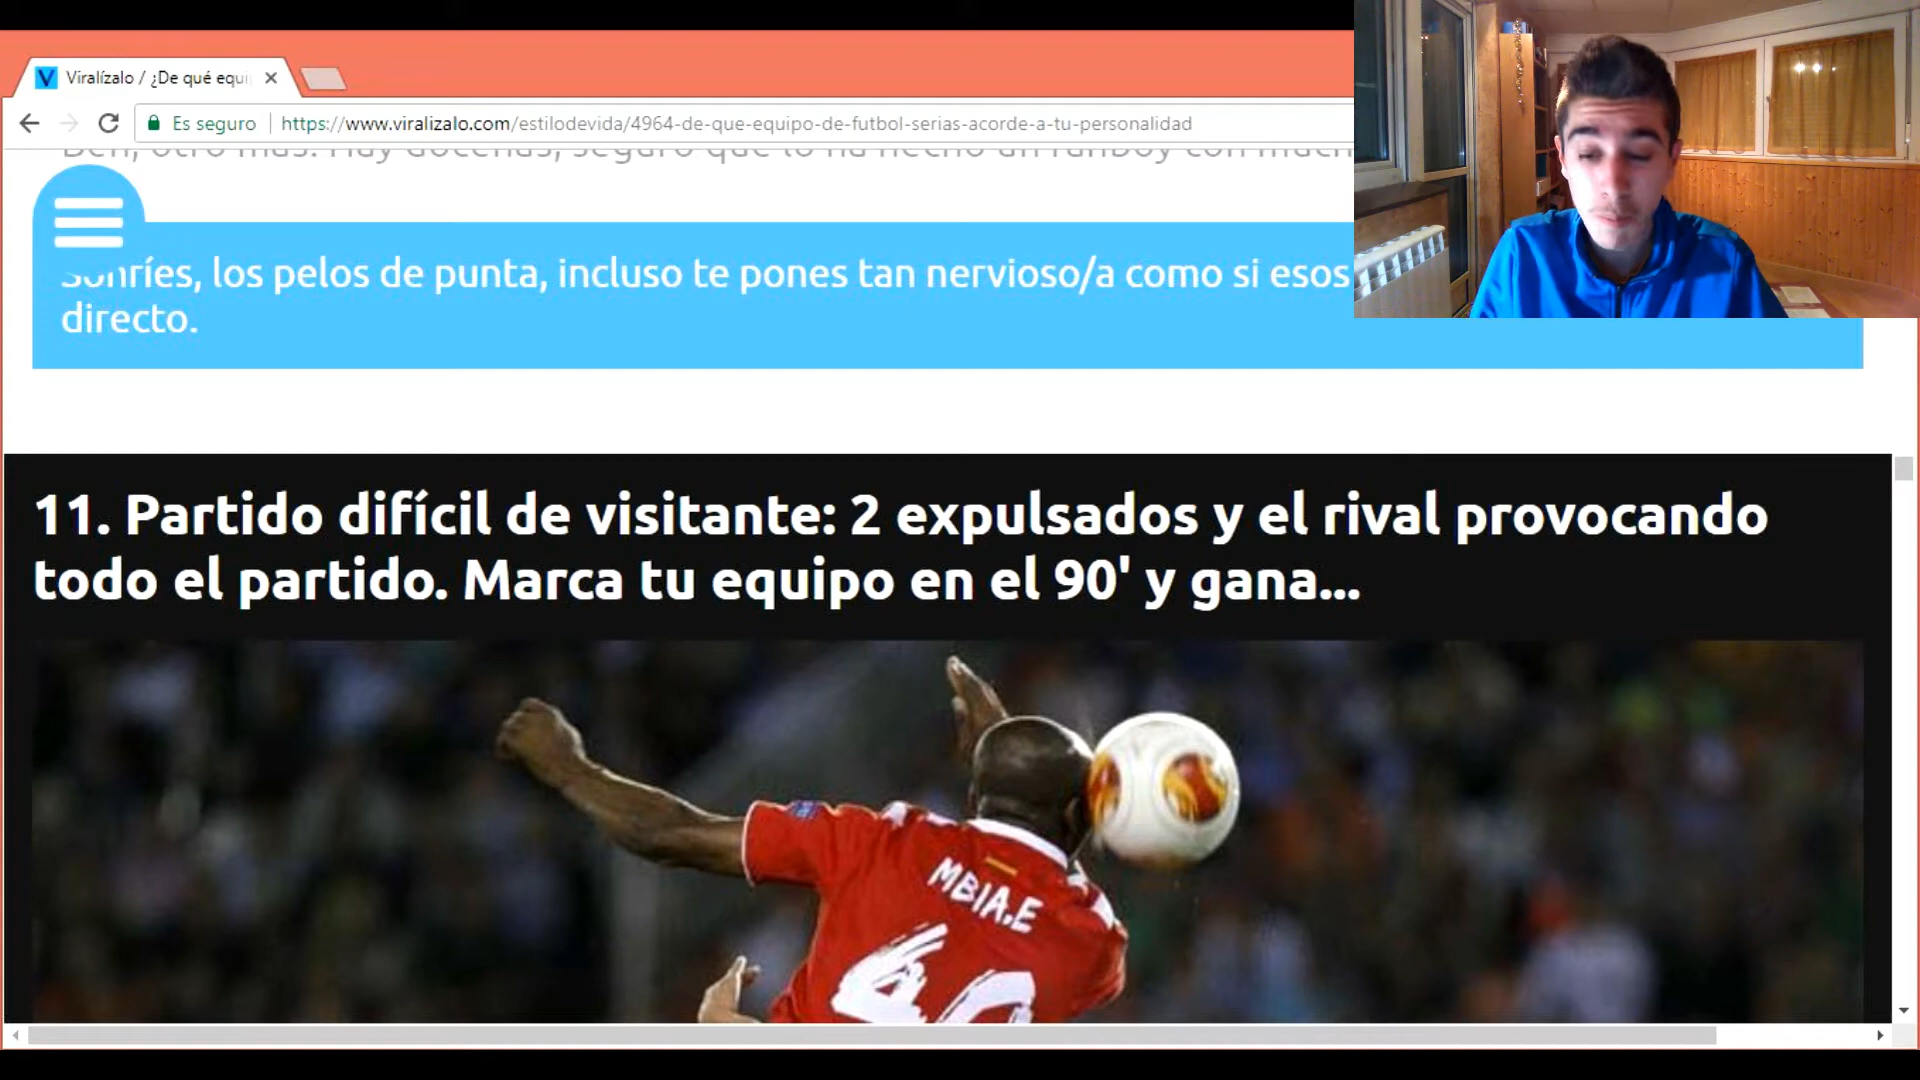 Viralízalo / ¿De qué equi
Es seguro
https://www.viralizalo.com/estilodevida/4964-de-que-equipo-de-futbol-serias-acorde-a-tu-personalidad
sonríes, los pelos de punta, incluso te pones tan nervioso/a como si esos
directo.
11. Partido difícil de visitante: 2 expulsados y el rival provocando
todo el partido. Marca tu equipo en el 90' y gana...
MBIA.E